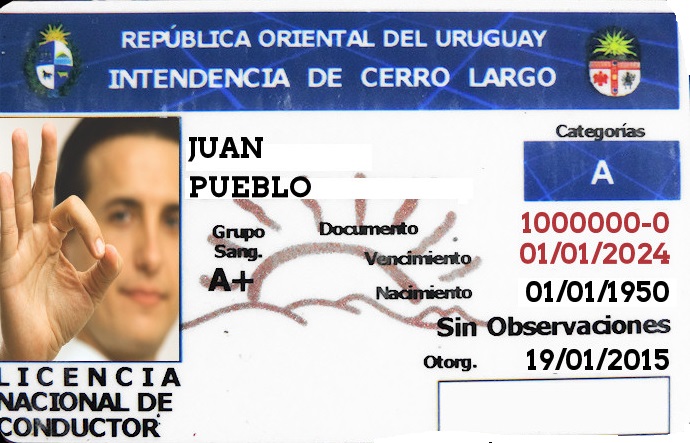 REPÚBLICA ORIENTAL DEL URUGUAY
INTENDENCIA DE CERRO LARGO
JUAN
PUEBLO
Categorías
A
Grupo
Sang.
A+
Documento 1000000-0
Vencimiento 01/01/2024
Nacimiento 01/01/1950
Sin Observaciones
Otorg. 19/01/2015
LICENCIA
NACIONAL DE
CONDUCTOR